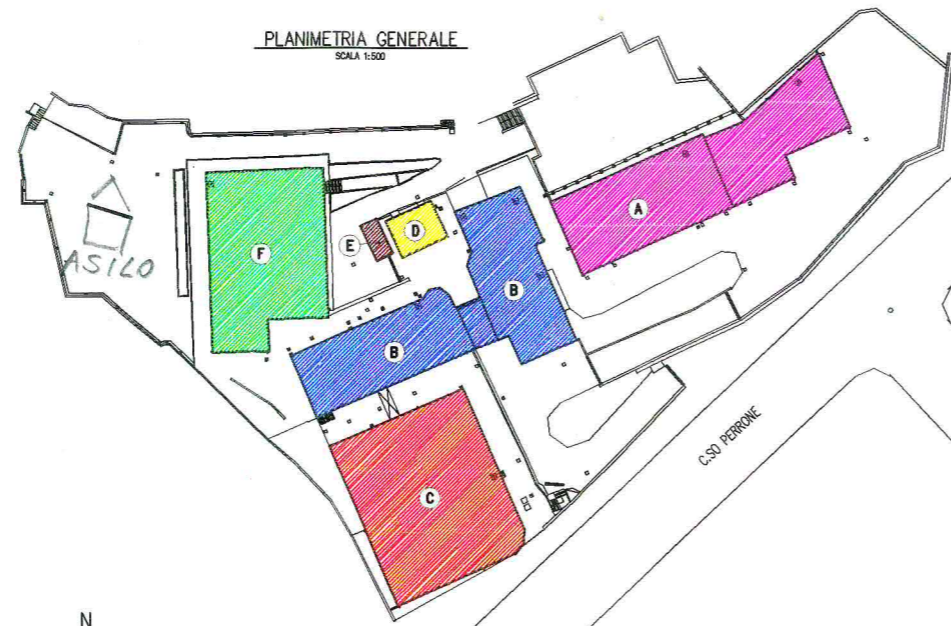 PLANIMETRIA GENERALE
SCALA 1:500
A
D
E
F
B
ASILO
B
C.SO PERRONE
C
N